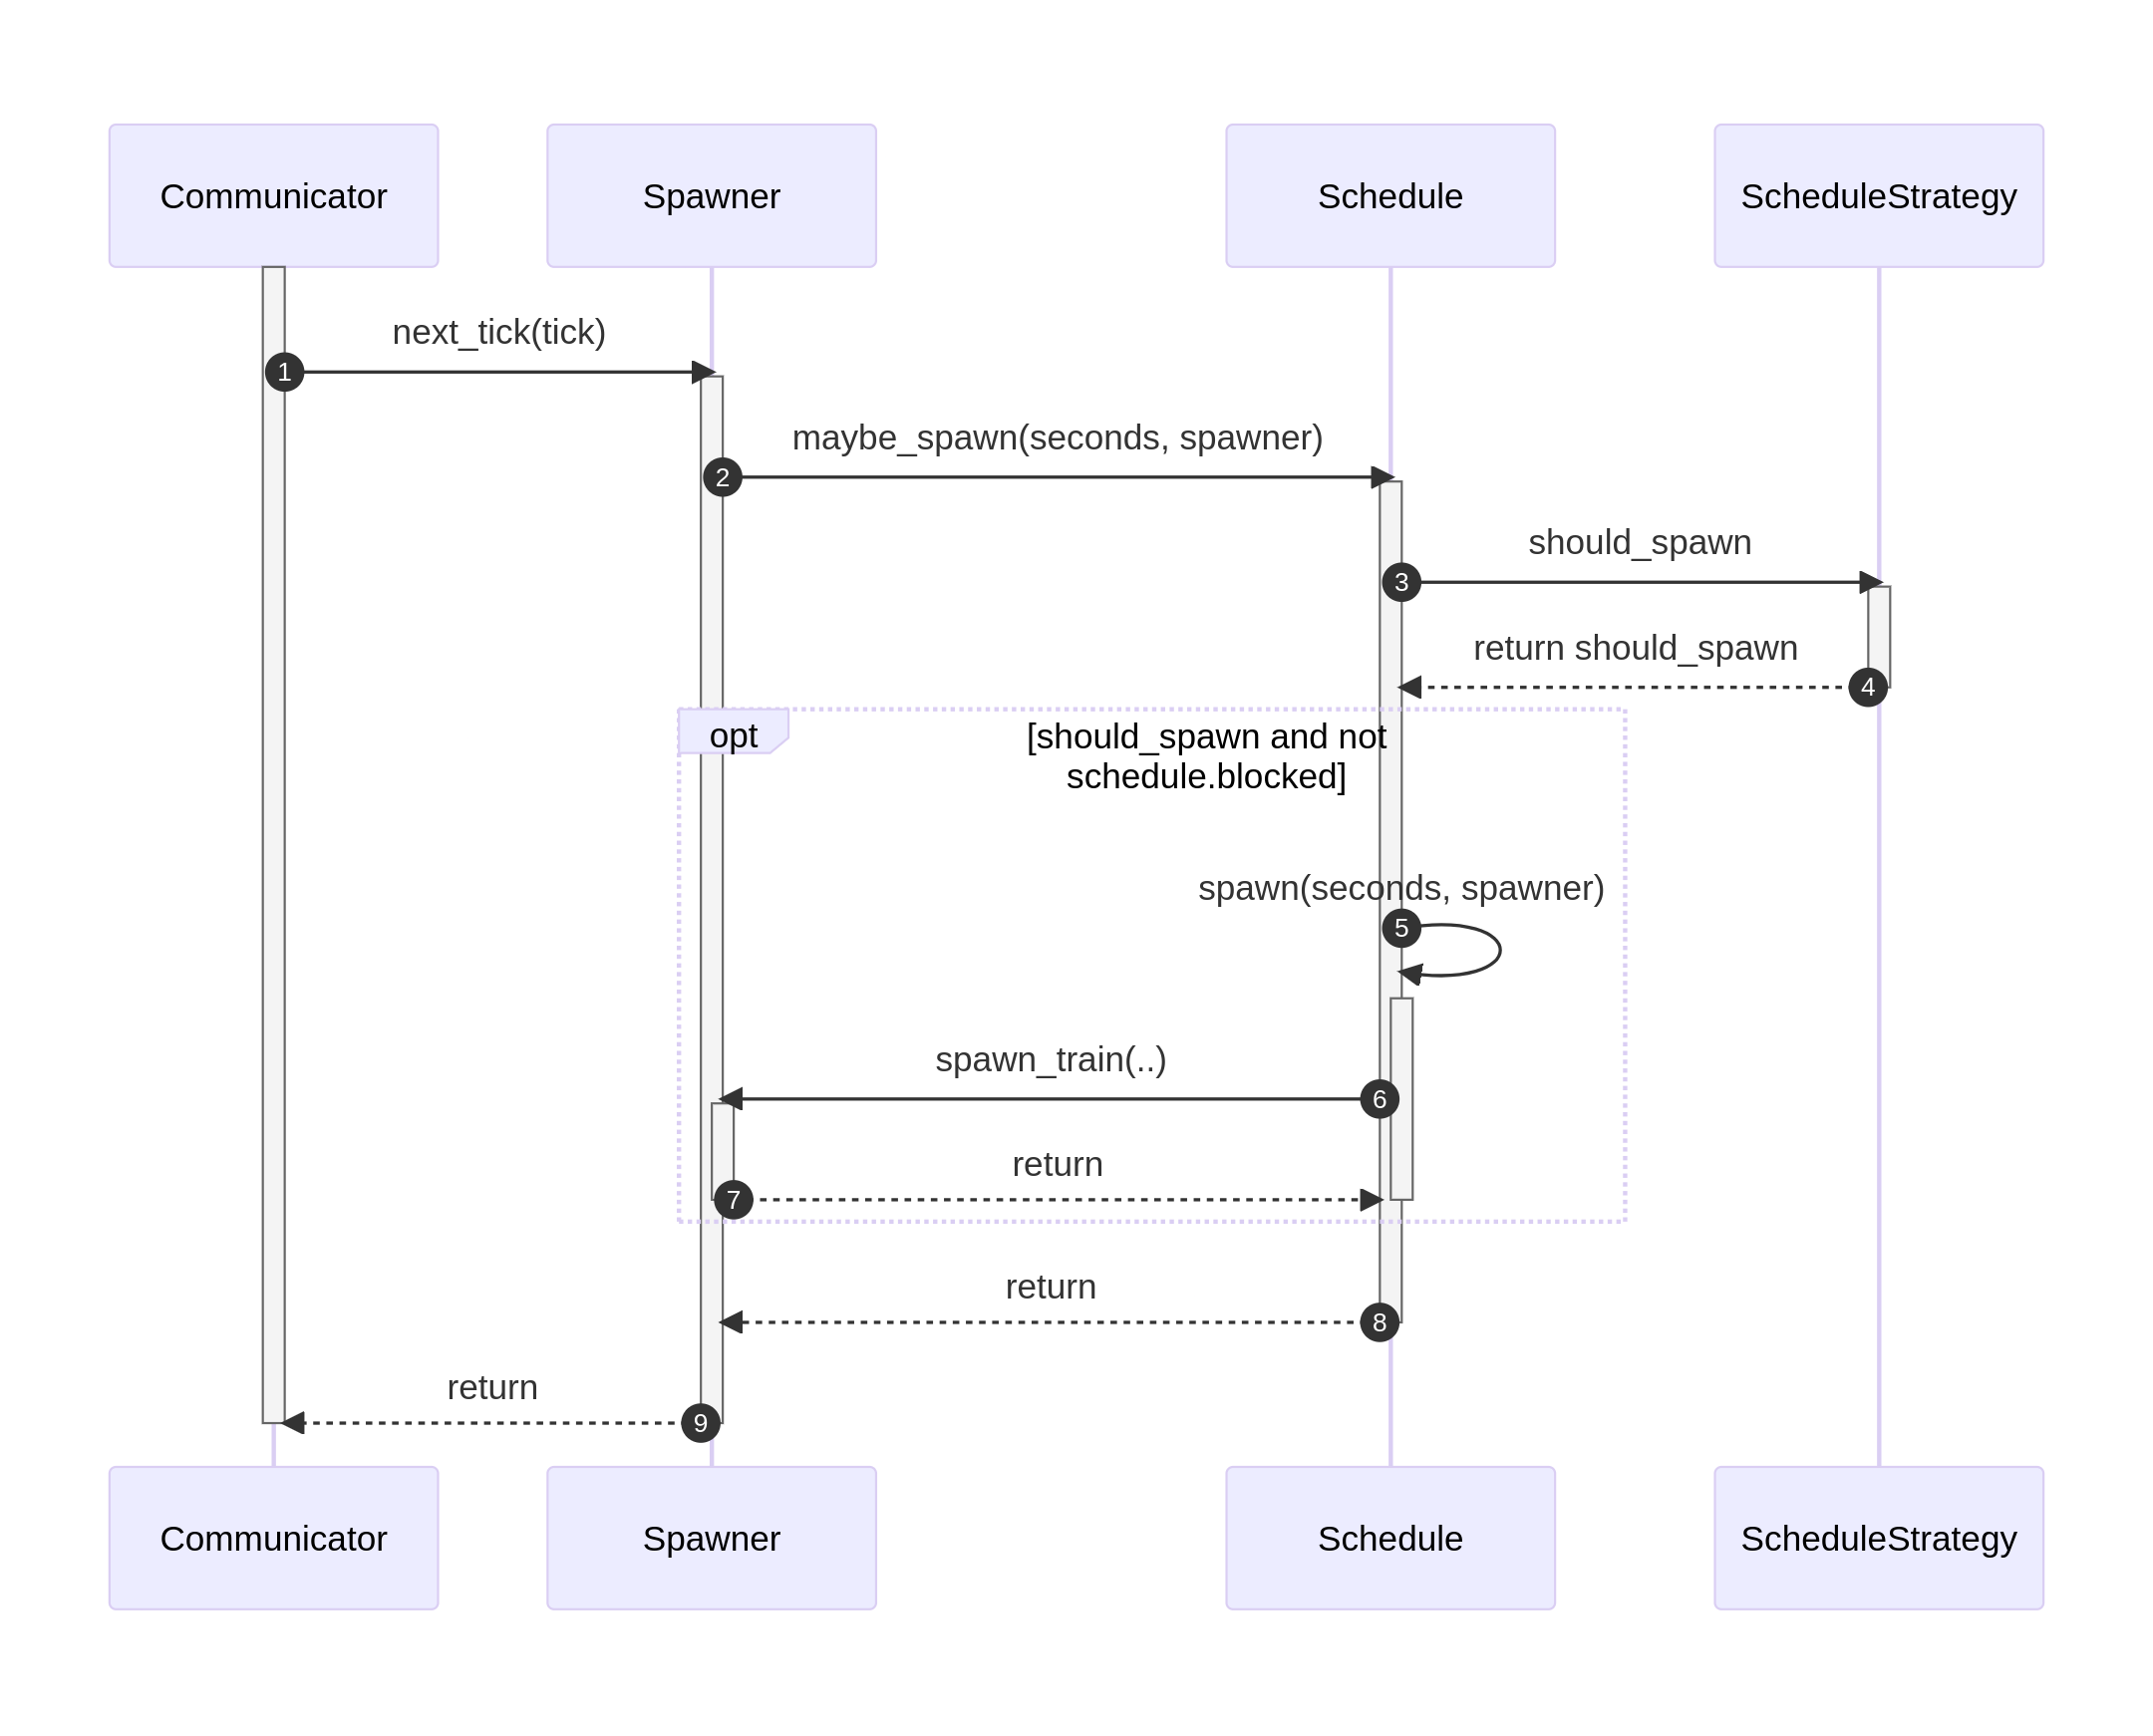 Communicator
Spawner
Schedule
ScheduleStrategy
next_tick(tick)
1
maybe_spawn(seconds, spawner)
2
should_spawn
3
return should_spawn
4
opt
[should_spawn and not
schedule.blocked]
spawn(seconds, spawner)
5
spawn_train(..)
6
return
7
return
8
return
9
Communicator
Spawner
Schedule
ScheduleStrategy